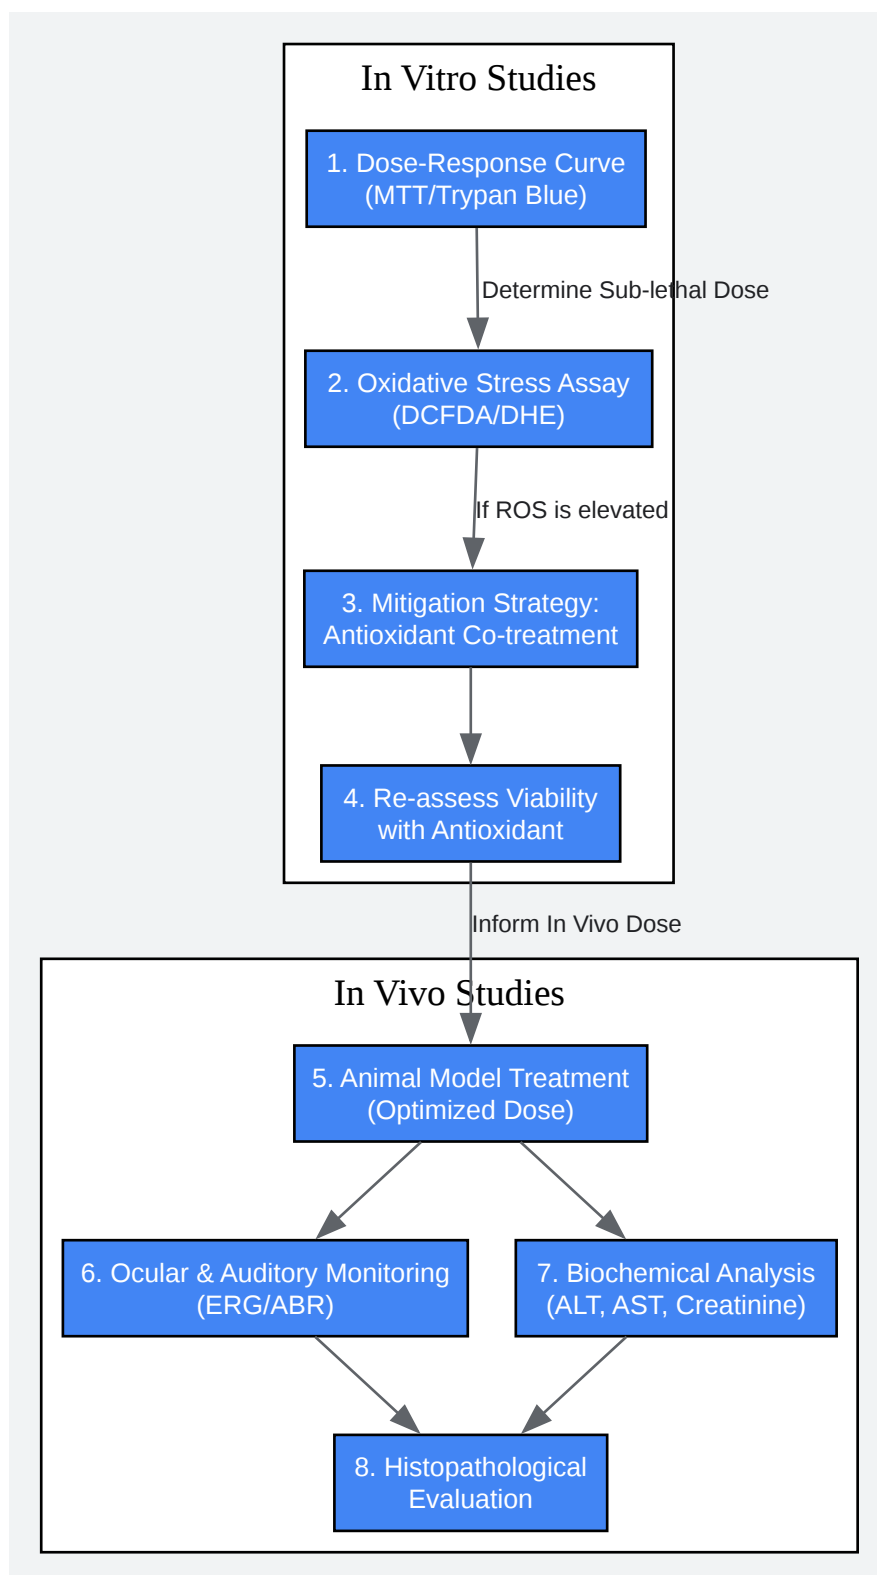 In Vitro Studies
1. Dose-Response Curve
(MTT/Trypan Blue)
Determine Sub-lethal Dose
2. Oxidative Stress Assay
(DCFDA/DHE)
If ROS is elevated
3. Mitigation Strategy:
Antioxidant Co-treatment
4. Re-assess Viability
with Antioxidant
Inform In Vivo Dose
In Vivo Studies
5. Animal Model Treatment
(Optimized Dose)
6. Ocular & Auditory Monitoring
(ERG/ABR)
7. Biochemical Analysis
(ALT, AST, Creatinine)
8. Histopathological
Evaluation